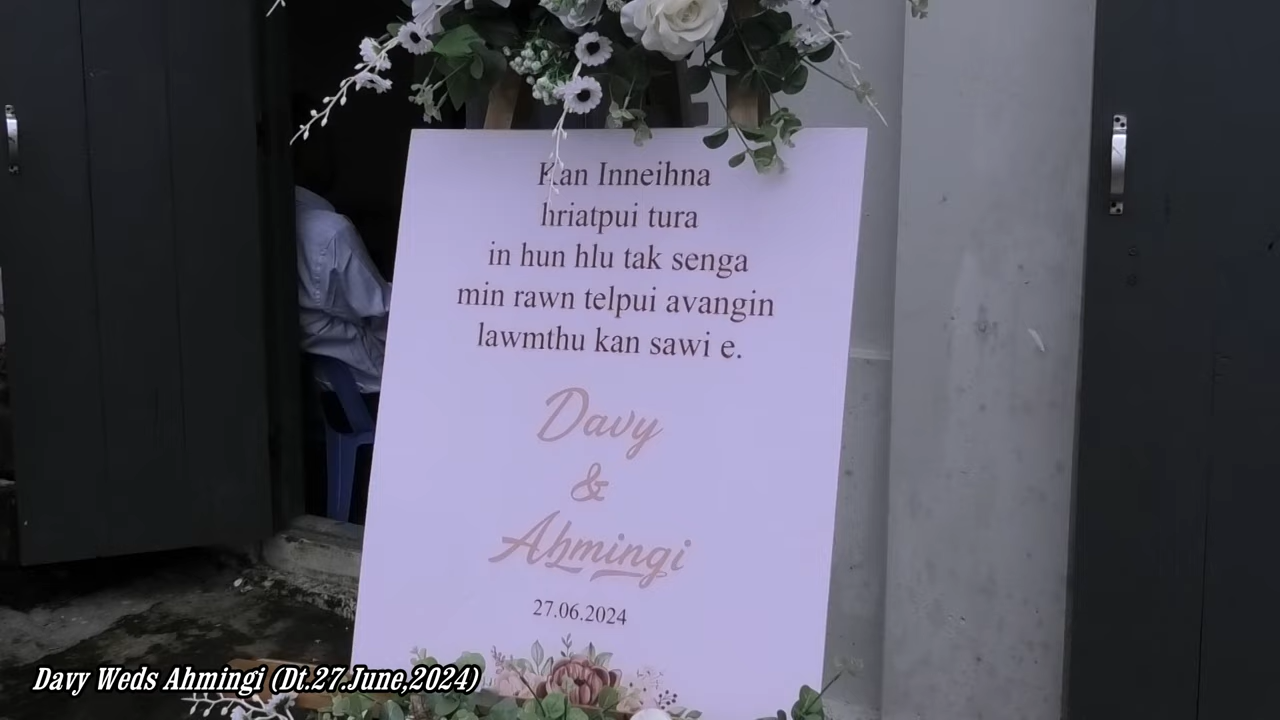 Kan Inneihna
hriatpui tura
in hun hlu tak senga
min rawn telpui avangin
lawmthu kan sawi e.
Davy
&
Ahmingi
27.06.2024
Davy Weds Ahmingi (Dt.27.June,2024)